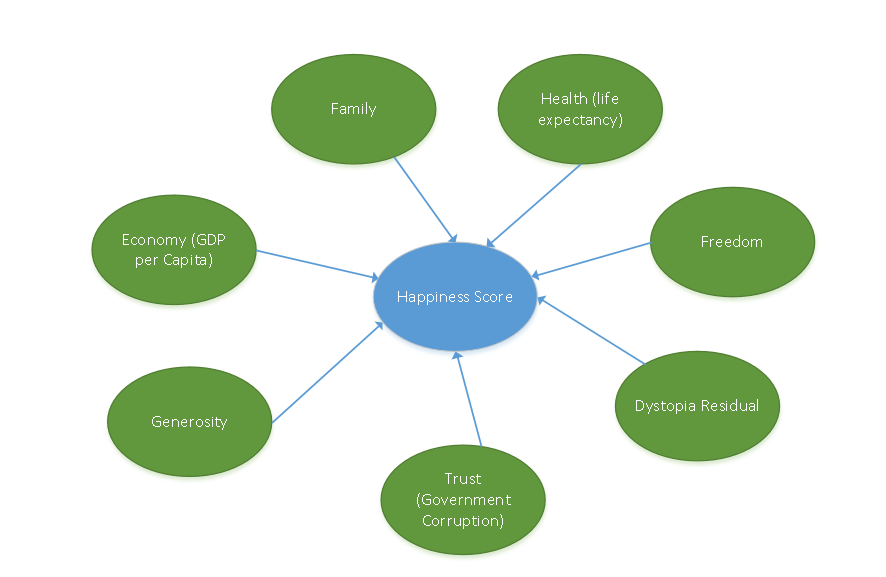 Family
Health (life
expectancy)
Economy (GDP
per Capita)
Freedom
Happiness Score
Generosity
Dystopia Residual
Trust
(Government
Corruption)